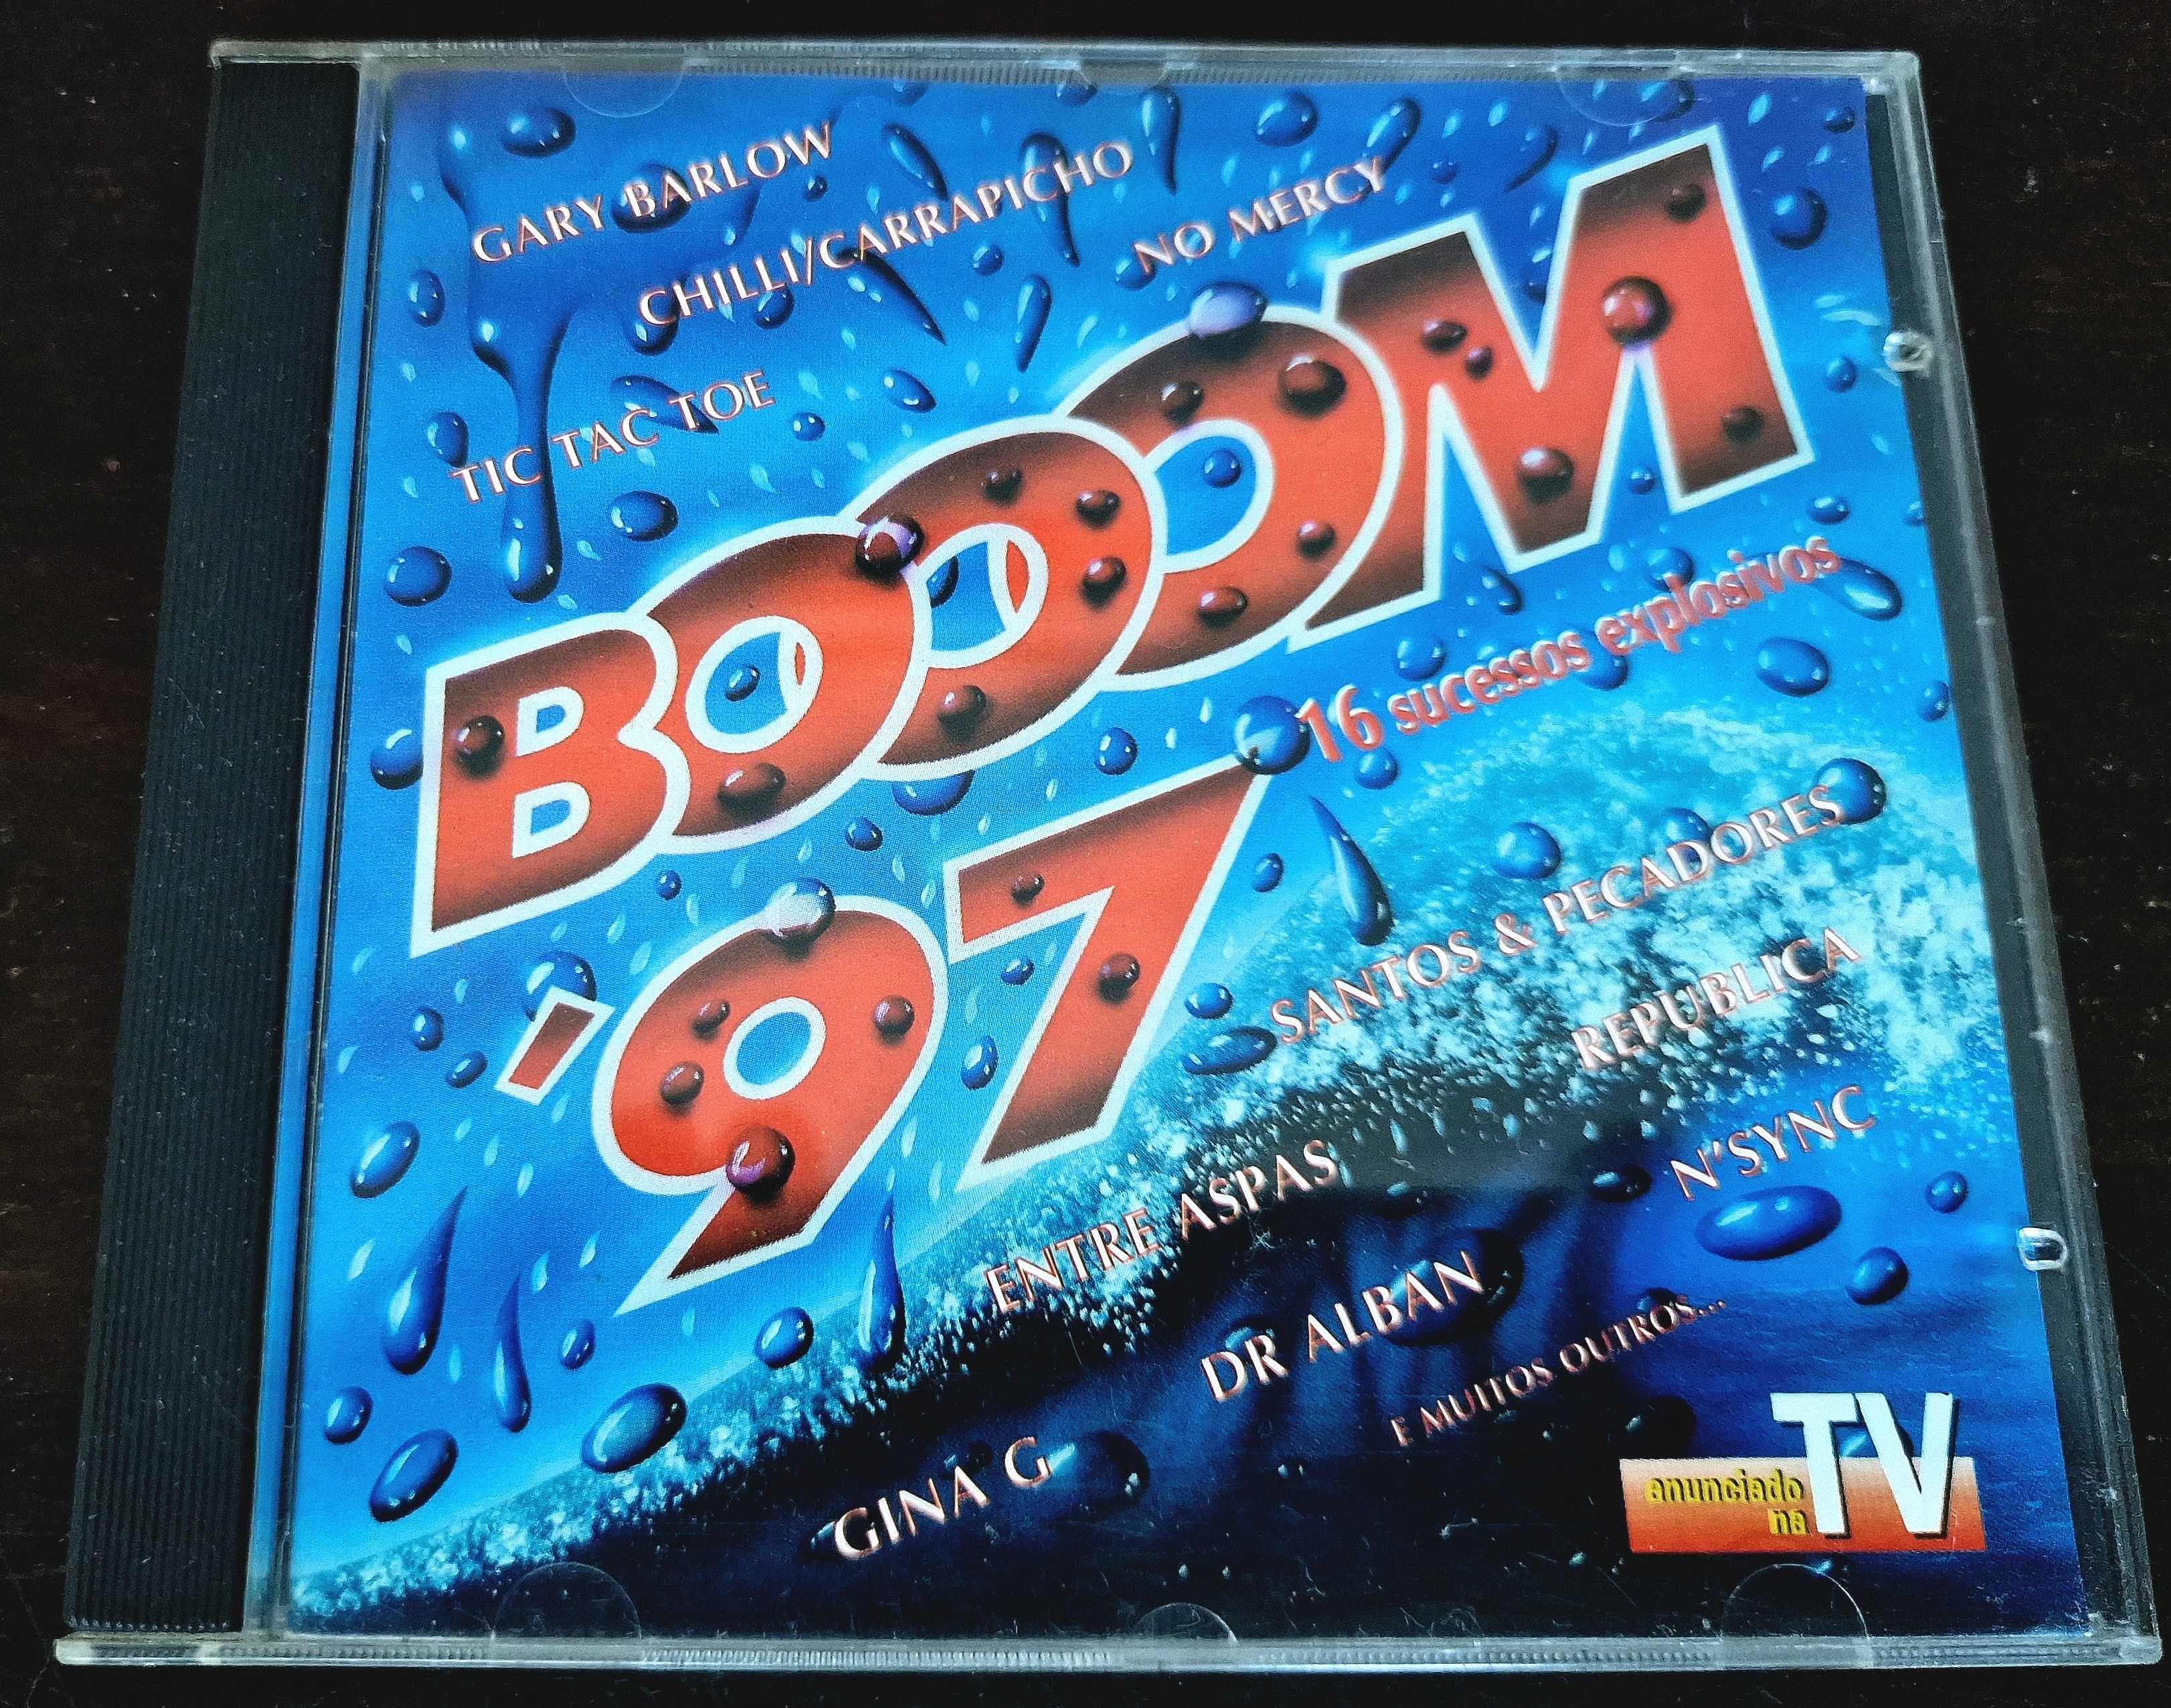 GARY BARLOW
CHILLI/CARRAPICHO
NO MERCY
TIC TAC TOE
BOOOM
'97
16 sucessos explosivos
SANTOS & PECADORES
REPUBLICA
N'SYNC
ENTRE ASPAS
DR ALBAN
E MUITOS OUTROS...
GINA G
anunciado
na
TV